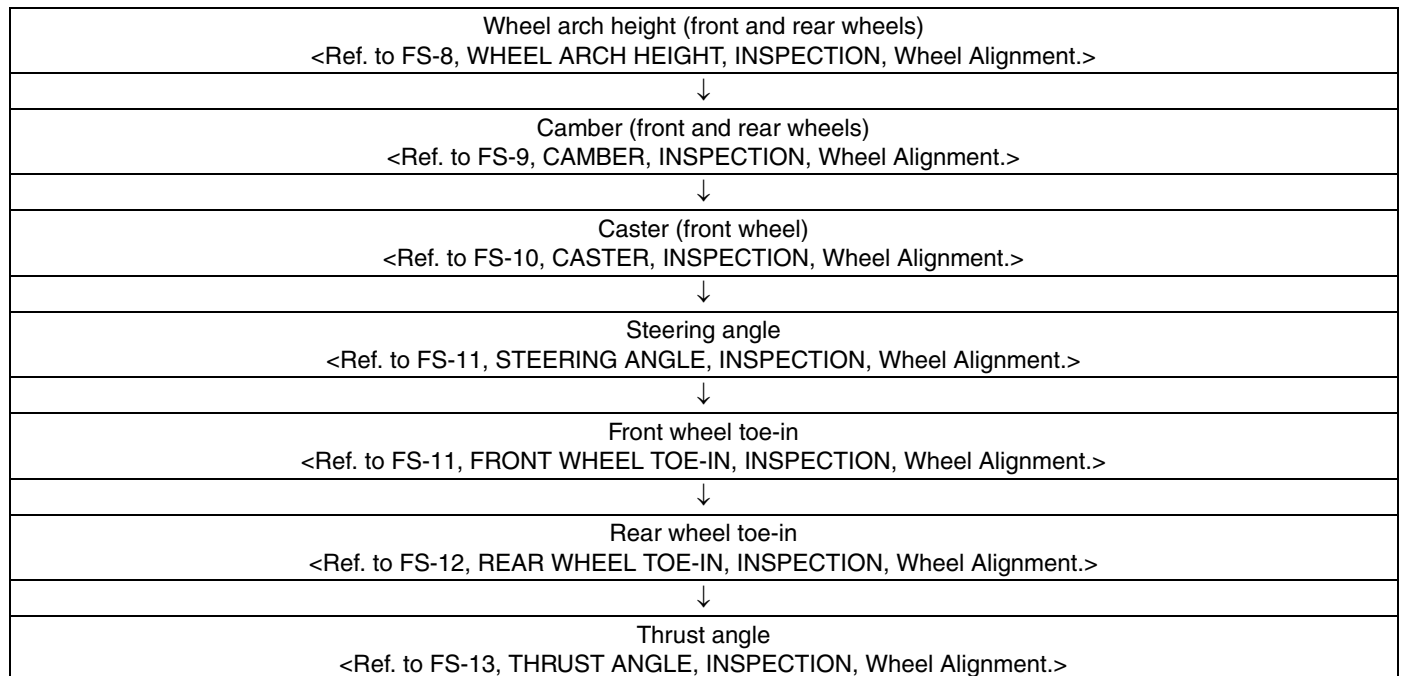 Wheel arch height (front and rear wheels)
<Ref. to FS-8, WHEEL ARCH HEIGHT, INSPECTION, Wheel Alignment.>
↓
Camber (front and rear wheels)
<Ref. to FS-9, CAMBER, INSPECTION, Wheel Alignment.>
↓
Caster (front wheel)
<Ref. to FS-10, CASTER, INSPECTION, Wheel Alignment.>
↓
Steering angle
<Ref. to FS-11, STEERING ANGLE, INSPECTION, Wheel Alignment.>
↓
Front wheel toe-in
<Ref. to FS-11, FRONT WHEEL TOE-IN, INSPECTION, Wheel Alignment.>
↓
Rear wheel toe-in
<Ref. to FS-12, REAR WHEEL TOE-IN, INSPECTION, Wheel Alignment.>
↓
Thrust angle
<Ref. to FS-13, THRUST ANGLE, INSPECTION, Wheel Alignment.>